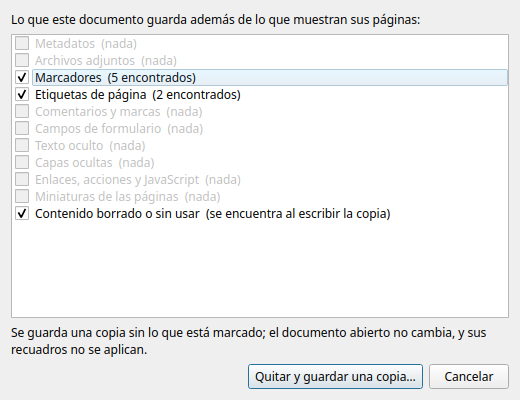 Lo que este documento guarda además de lo que muestran sus páginas:
Metadatos (nada)
Archivos adjuntos (nada)
Marcadores (5 encontrados)
Etiquetas de página (2 encontrados)
Comentarios y marcas (nada)
Campos de formulario (nada)
Texto oculto (nada)
Capas ocultas (nada)
Enlaces, acciones y JavaScript (nada)
Miniaturas de las páginas (nada)
Contenido borrado o sin usar (se encuentra al escribir la copia)
Se guarda una copia sin lo que está marcado; el documento abierto no cambia, y sus
recuadros no se aplican.
Quitar y guardar una copia... Cancelar